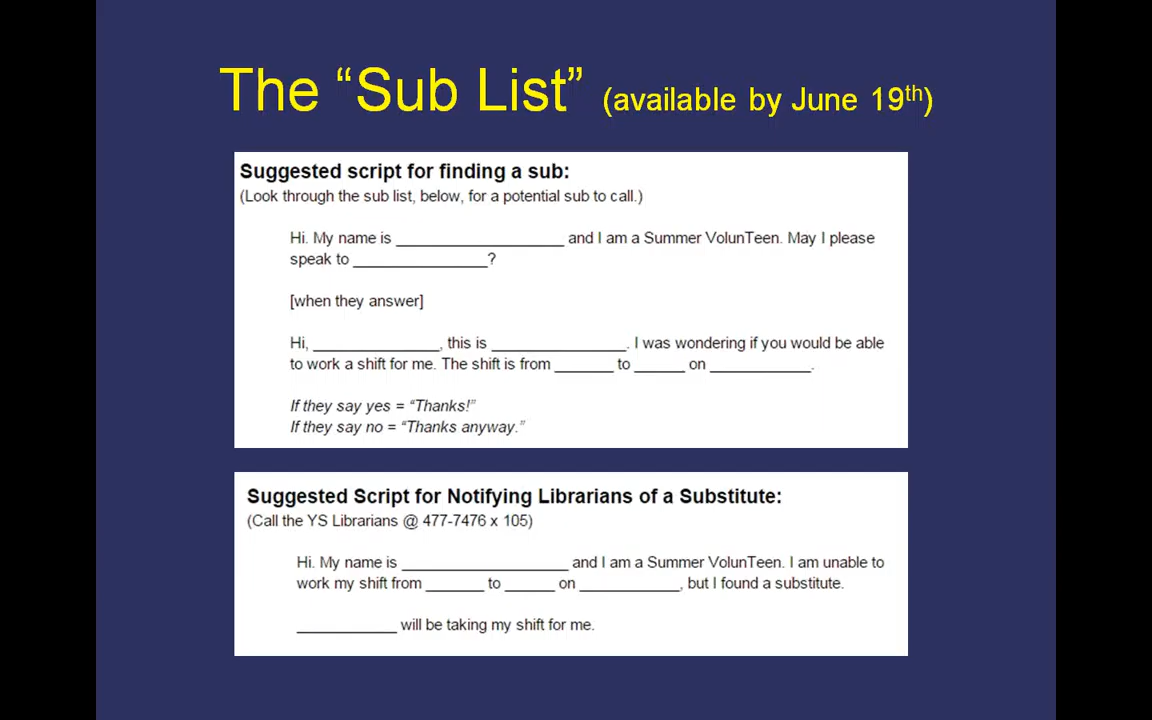 The “Sub List” (available by June 19th)
Suggested script for finding a sub:
(Look through the sub list, below, for a potential sub to call.)
Hi. My name is ____________________ and I am a Summer VolunTeen. May I please
speak to ________________?
[when they answer]
Hi, _______________, this is ________________. I was wondering if you would be able
to work a shift for me. The shift is from _______ to ______ on ____________.
If they say yes = “Thanks!”
If they say no = “Thanks anyway.”
Suggested Script for Notifying Librarians of a Substitute:
(Call the YS Librarians @ 477-7476 x 105)
Hi. My name is ____________________ and I am a Summer VolunTeen. I am unable to
work my shift from _______ to ______ on ____________, but I found a substitute.
____________ will be taking my shift for me.